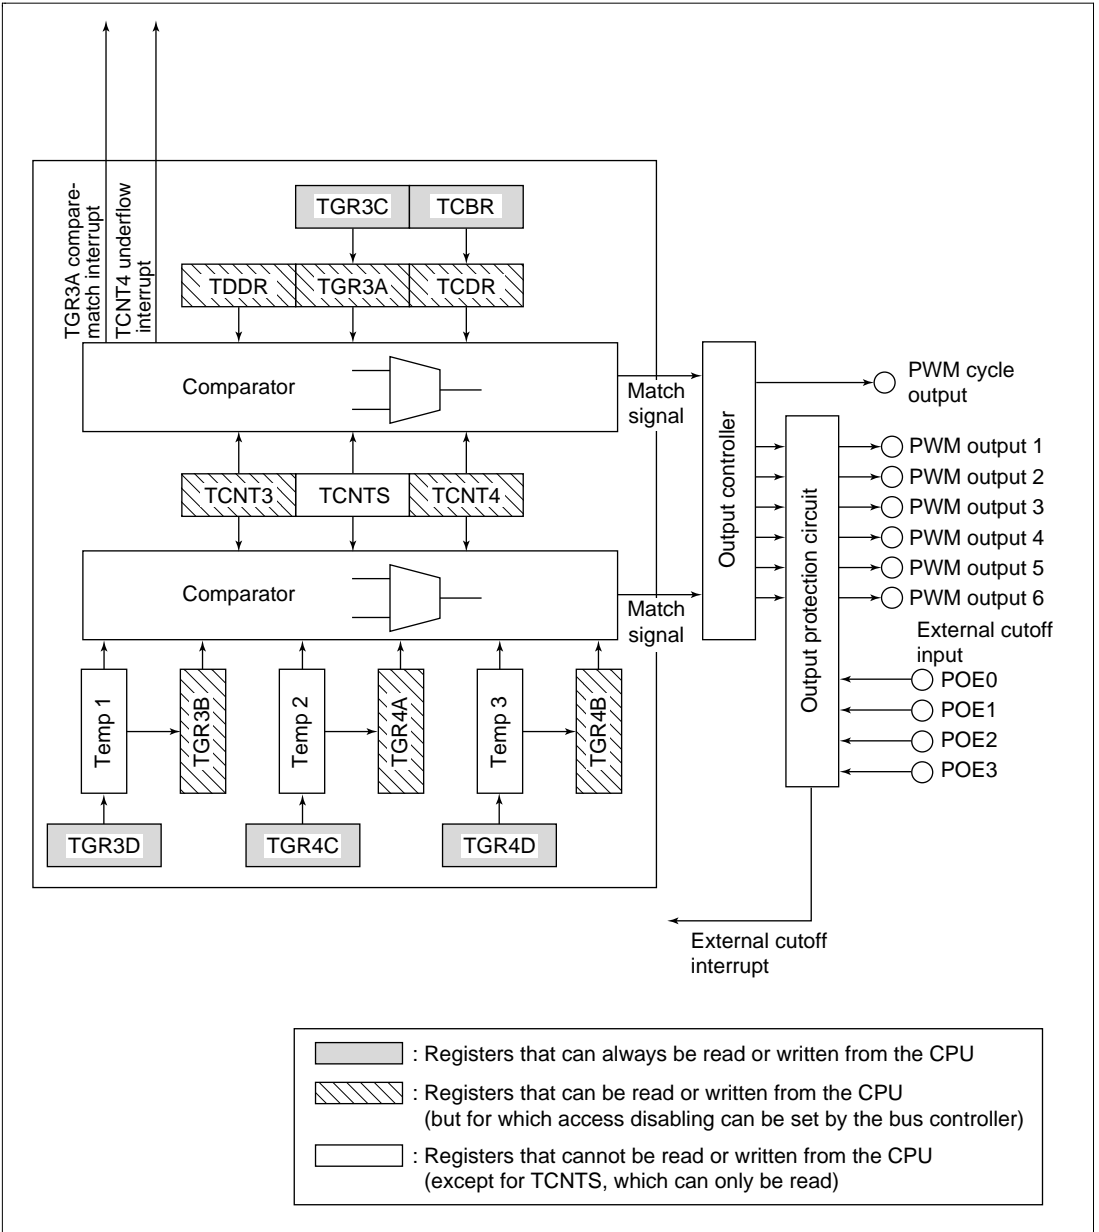 TGR3A compare-
match interrupt
TCNT4 underflow
interrupt
TGR3C
TCBR
TDDR
TGR3A
TCDR
Comparator
Match
signal
TCNT3
TCNTS
TCNT4
Comparator
Match
signal
Temp 1
TGR3B
Temp 2
TGR4A
Temp 3
TGR4B
TGR3D
TGR4C
TGR4D
Output controller
Output protection circuit
PWM cycle
output
PWM output 1
PWM output 2
PWM output 3
PWM output 4
PWM output 5
PWM output 6
External cutoff
input
POE0
POE1
POE2
POE3
External cutoff
interrupt
: Registers that can always be read or written from the CPU
: Registers that can be read or written from the CPU
(but for which access disabling can be set by the bus controller)
: Registers that cannot be read or written from the CPU
(except for TCNTS, which can only be read)